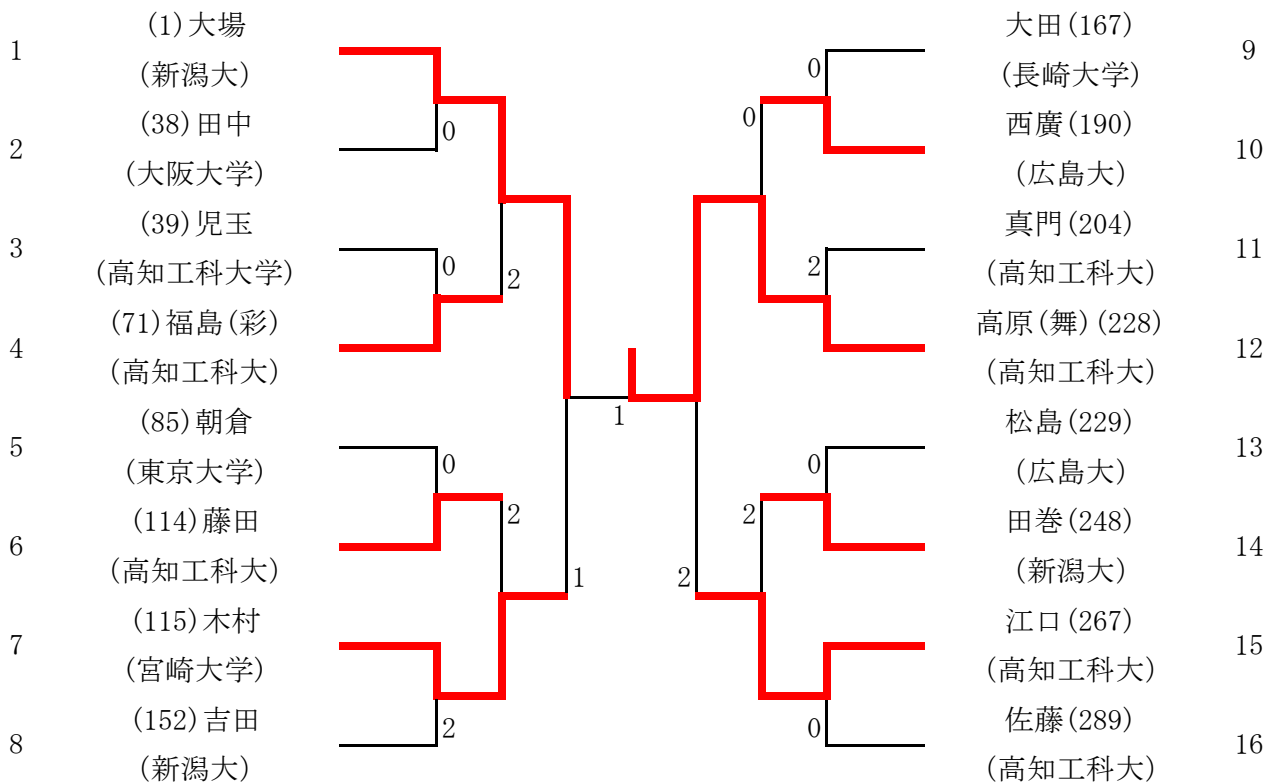 1
(1)大場
(新潟大)
2
(38)田中
(大阪大学)
0
3
(39)児玉
(高知工科大学)
0
2
4
(71)福島(彩)
(高知工科大)
5
(85)朝倉
(東京大学)
0
6
(114)藤田
(高知工科大)
2
7
(115)木村
(宮崎大学)
8
(152)吉田
(新潟大)
2
1
1
大田(167)
(長崎大学)
9
0
西廣(190)
(広島大)
10
0
真門(204)
(高知工科大)
11
2
高原(舞)(228)
(高知工科大)
12
松島(229)
(広島大)
13
0
田巻(248)
(新潟大)
14
2
江口(267)
(高知工科大)
15
2
佐藤(289)
(高知工科大)
16
0